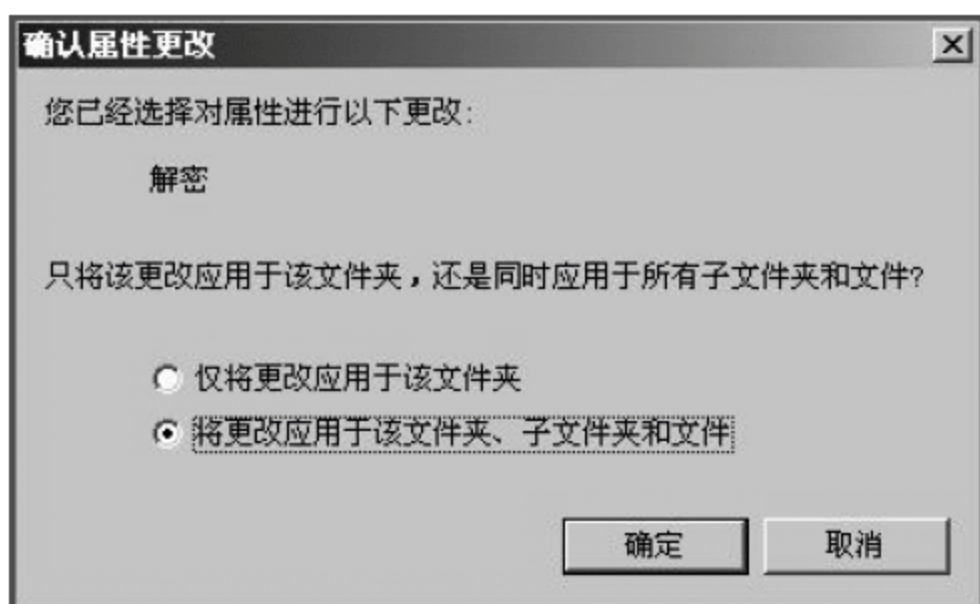 确认属性更改
您已经选择对属性进行以下更改:
解密
只将该更改应用于该文件夹，还是同时应用于所有子文件夹和文件?
仅将更改应用于该文件夹
将更改应用于该文件夹、子文件夹和文件
确定 取消